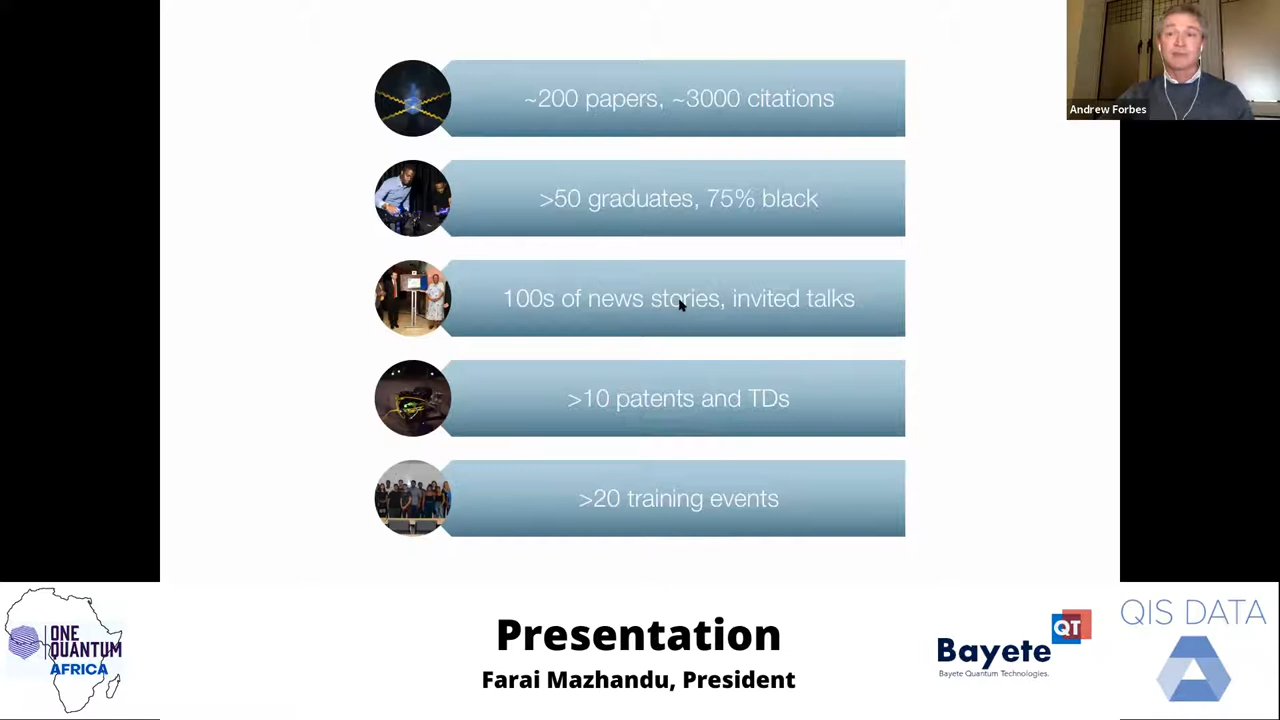 ~200 papers, ~3000 citations
Andrew Forbes
>50 graduates, 75% black
100s of news stories, invited talks
>10 patents and TDs
>20 training events
ONE
QUANTUM
AFRICA
Presentation
Farai Mazhandu, President
QT
Bayete
Bayete Quantum Technologies.
QIS DATA